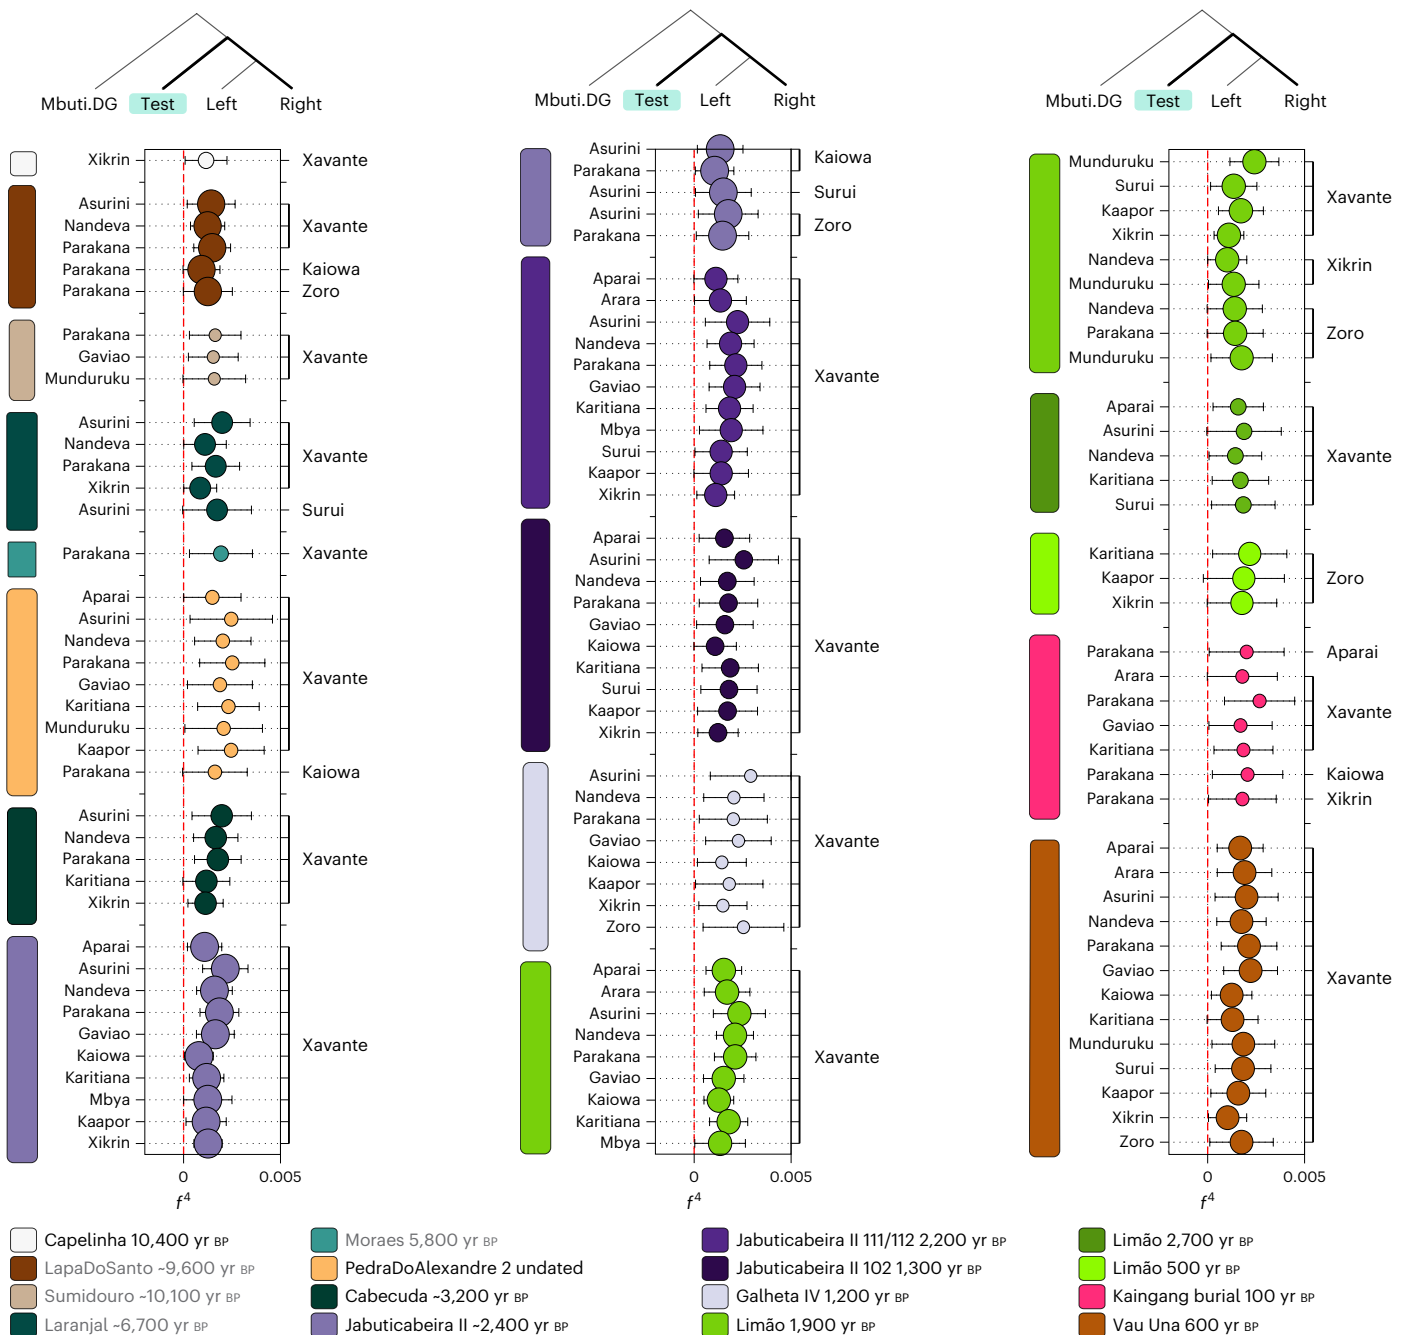 Mbuti.DG Test Left Right
Xikrin Xavante
Asurini
Nandeva Xavante
Parakana
Parakana Kaiowa
Parakana Zoro
Parakana
Gaviao Xavante
Munduruku
Asurini
Nandeva
Xavante
Parakana
Xikrin
Asurini Surui
Parakana Xavante
Aparai
Asurini
Nandeva
Parakana
Xavante
Gaviao
Karitiana
Munduruku
Kaapor
Parakana Kaiowa
Asurini
Nandeva
Parakana Xavante
Karitiana
Xikrin
Aparai
Asurini
Nandeva
Parakana
Gaviao
Xavante
Kaiowa
Karitiana
Mbya
Kaapor
Xikrin
0 0.005
f4
Mbuti.DG Test Left Right
Asurini
Kaiowa
Parakana
Asurini Surui
Asurini
Zoro
Parakana
Aparai
Arara
Asurini
Nandeva
Parakana
Xavante
Gaviao
Karitiana
Mbya
Surui
Kaapor
Xikrin
Aparai
Asurini
Nandeva
Parakana
Gaviao
Kaiowa Xavante
Karitiana
Surui
Kaapor
Xikrin
Asurini
Nandeva
Parakana
Gaviao Xavante
Kaiowa
Kaapor
Xikrin
Zoro
Aparai
Arara
Asurini
Nandeva
Parakana Xavante
Gaviao
Kaiowa
Karitiana
Mbya
0 0.005
f4
Mbuti.DG Test Left Right
Munduruku
Surui
Xavante
Kaapor
Xikrin
Nandeva
Xikrin
Munduruku
Nandeva
Parakana Zoro
Munduruku
Aparai
Asurini
Nandeva Xavante
Karitiana
Surui
Karitiana
Kaapor Zoro
Xikrin
Parakana Aparai
Arara
Parakana
Xavante
Gaviao
Karitiana
Parakana Kaiowa
Parakana Xikrin
Aparai
Arara
Asurini
Nandeva
Parakana
Gaviao
Xavante
Kaiowa
Karitiana
Munduruku
Surui
Kaapor
Xikrin
Zoro
0 0.005
f4
Capelinha 10,400 yr BP
LapaDoSanto ~9,600 yr BP
Sumidouro ~10,100 yr BP
Laranjal ~6,700 yr BP
Moraes 5,800 yr BP
PedraDoAlexandre 2 undated
Cabecuda ~3,200 yr BP
Jabuticabeira II ~2,400 yr BP
Jabuticabeira II 111/112 2,200 yr BP
Jabuticabeira II 102 1,300 yr BP
Galheta IV 1,200 yr BP
Limão 1,900 yr BP
Limão 2,700 yr BP
Limão 500 yr BP
Kaingang burial 100 yr BP
Vau Una 600 yr BP